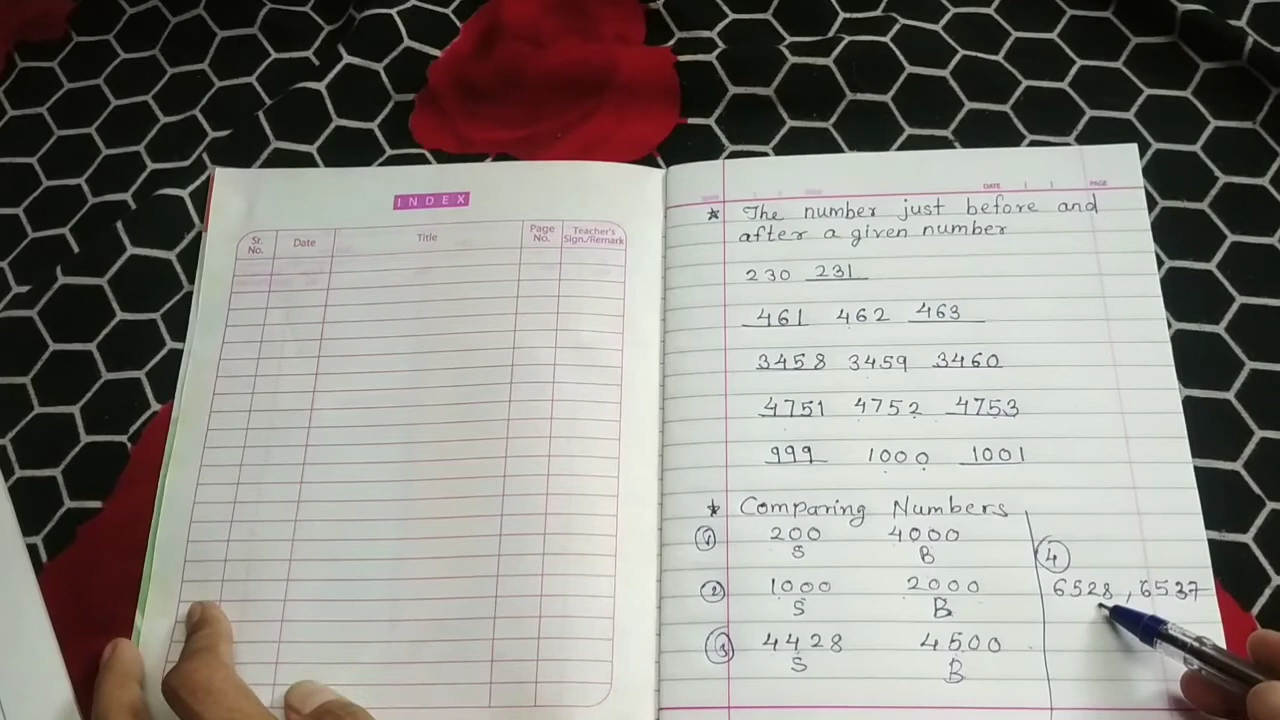 INDEX
Sr. No.
Date
Title
Page No.
Teacher's Sign./Remark
DATE
PAGE
* The number just before and
after a given number
230 231
461 462 463
3458 3459 3460
4751 4752 4753
999 1000 1001
* Comparing Numbers
① 200 4000
S B
② 1000 2000
S B
③ 4428 4500
S B
④
6528, 6537